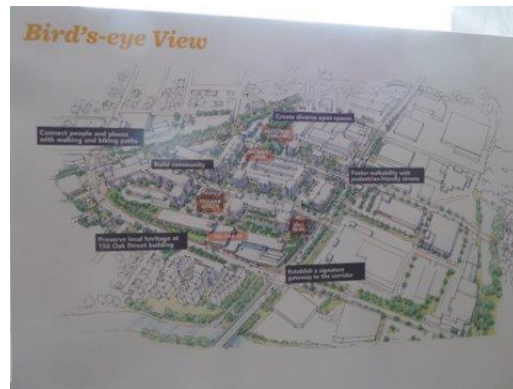 Bird's-eye View
Create diverse open spaces
Connect people and places
with walking and biking paths
Build community
Foster walkability with
pedestrian-friendly streets
Preserve local heritage at
156 Oak Street building
Establish a signature
gateway to the corridor